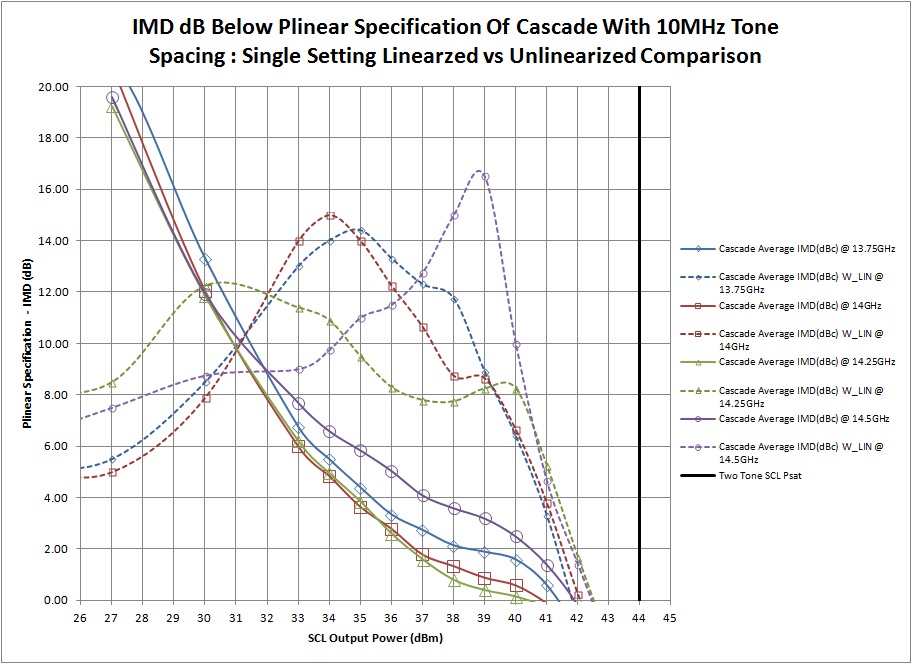 IMD dB Below Plinear Specification Of Cascade With 10MHz Tone
Spacing : Single Setting Linearzed vs Unlinearized Comparison
Plinear Specification - IMD (dB)
20.00
18.00
16.00
14.00
12.00
10.00
8.00
6.00
4.00
2.00
0.00
26 27 28 29 30 31 32 33 34 35 36 37 38 39 40 41 42 43 44 45
SCL Output Power (dBm)
Cascade Average IMD(dBc) @ 13.75GHz
Cascade Average IMD(dBc) W_LIN @
13.75GHz
Cascade Average IMD(dBc) @ 14GHz
Cascade Average IMD(dBc) W_LIN @
14GHz
Cascade Average IMD(dBc) @ 14.25GHz
Cascade Average IMD(dBc) W_LIN @
14.25GHz
Cascade Average IMD(dBc) @ 14.5GHz
Cascade Average IMD(dBc) W_LIN @
14.5GHz
Two Tone SCL Psat